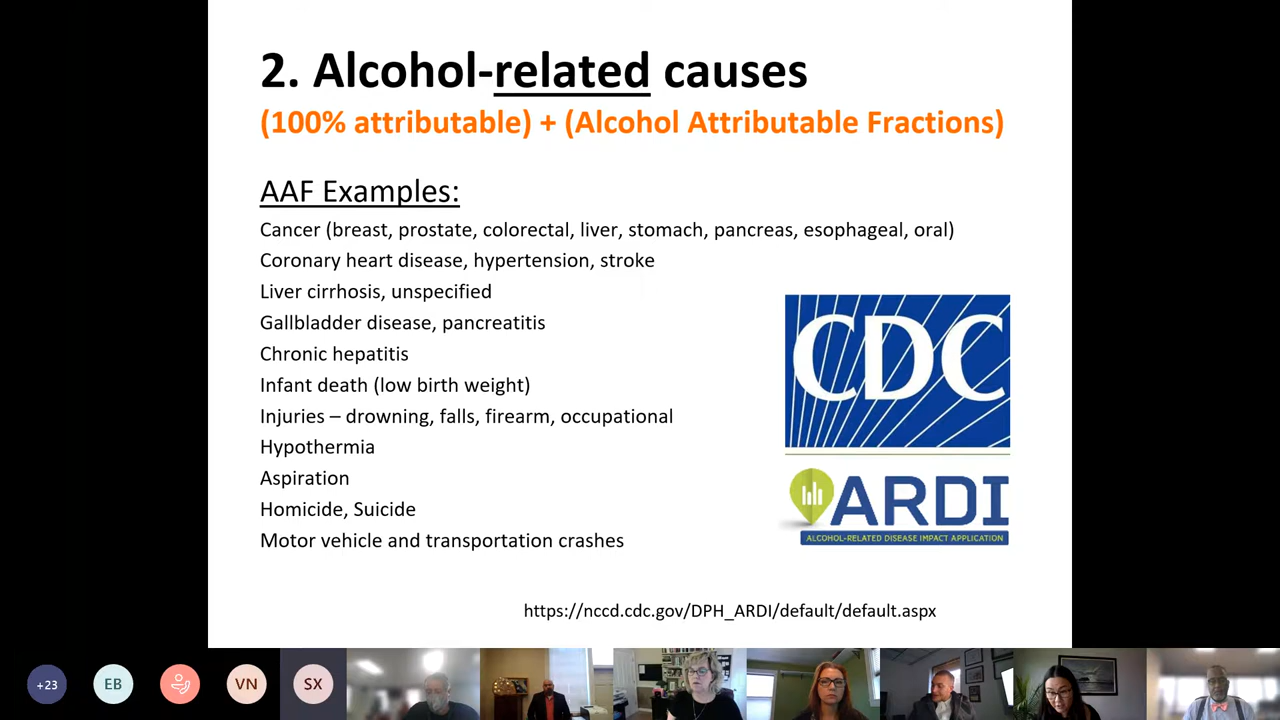 2. Alcohol-related causes
(100% attributable) + (Alcohol Attributable Fractions)
AAF Examples:
Cancer (breast, prostate, colorectal, liver, stomach, pancreas, esophageal, oral)
Coronary heart disease, hypertension, stroke
Liver cirrhosis, unspecified
Gallbladder disease, pancreatitis
Chronic hepatitis
Infant death (low birth weight)
Injuries – drowning, falls, firearm, occupational
Hypothermia
Aspiration
Homicide, Suicide
Motor vehicle and transportation crashes
CDC
ARDI
ALCOHOL-RELATED DISEASE IMPACT APPLICATION
https://nccd.cdc.gov/DPH_ARDI/default/default.aspx
+23 EB VN SX